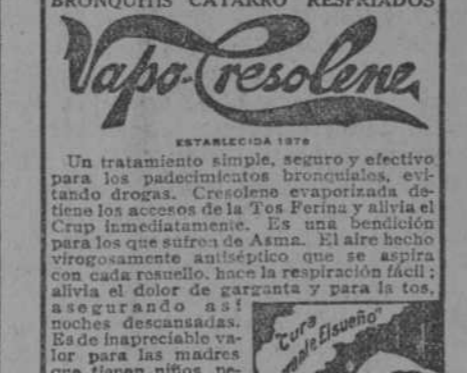 BRONQUITIS CATARRO RESFRIADOS
Vapo-Cresolene
ESTABLECIDA 1879
Un tratamiento simple, seguro y efectivo
para los padecimientos bronquiales, evi-
tando drogas. Cresolene evaporizada de-
tiene los accesos de la Tos Ferina y alivia el
Crup inmediatamente. Es una bendición
para los que sufren de Asma. El aire hecho
virogosamente antiséptico que se aspira
con cada resuello, hace la respiración fácil;
alivia el dolor de garganta y para la tos,
asegurando así
noches descansadas.
Es de inapreciable va-
lor para las madres
que tienen niños pe-
"Cura
Elsueño"